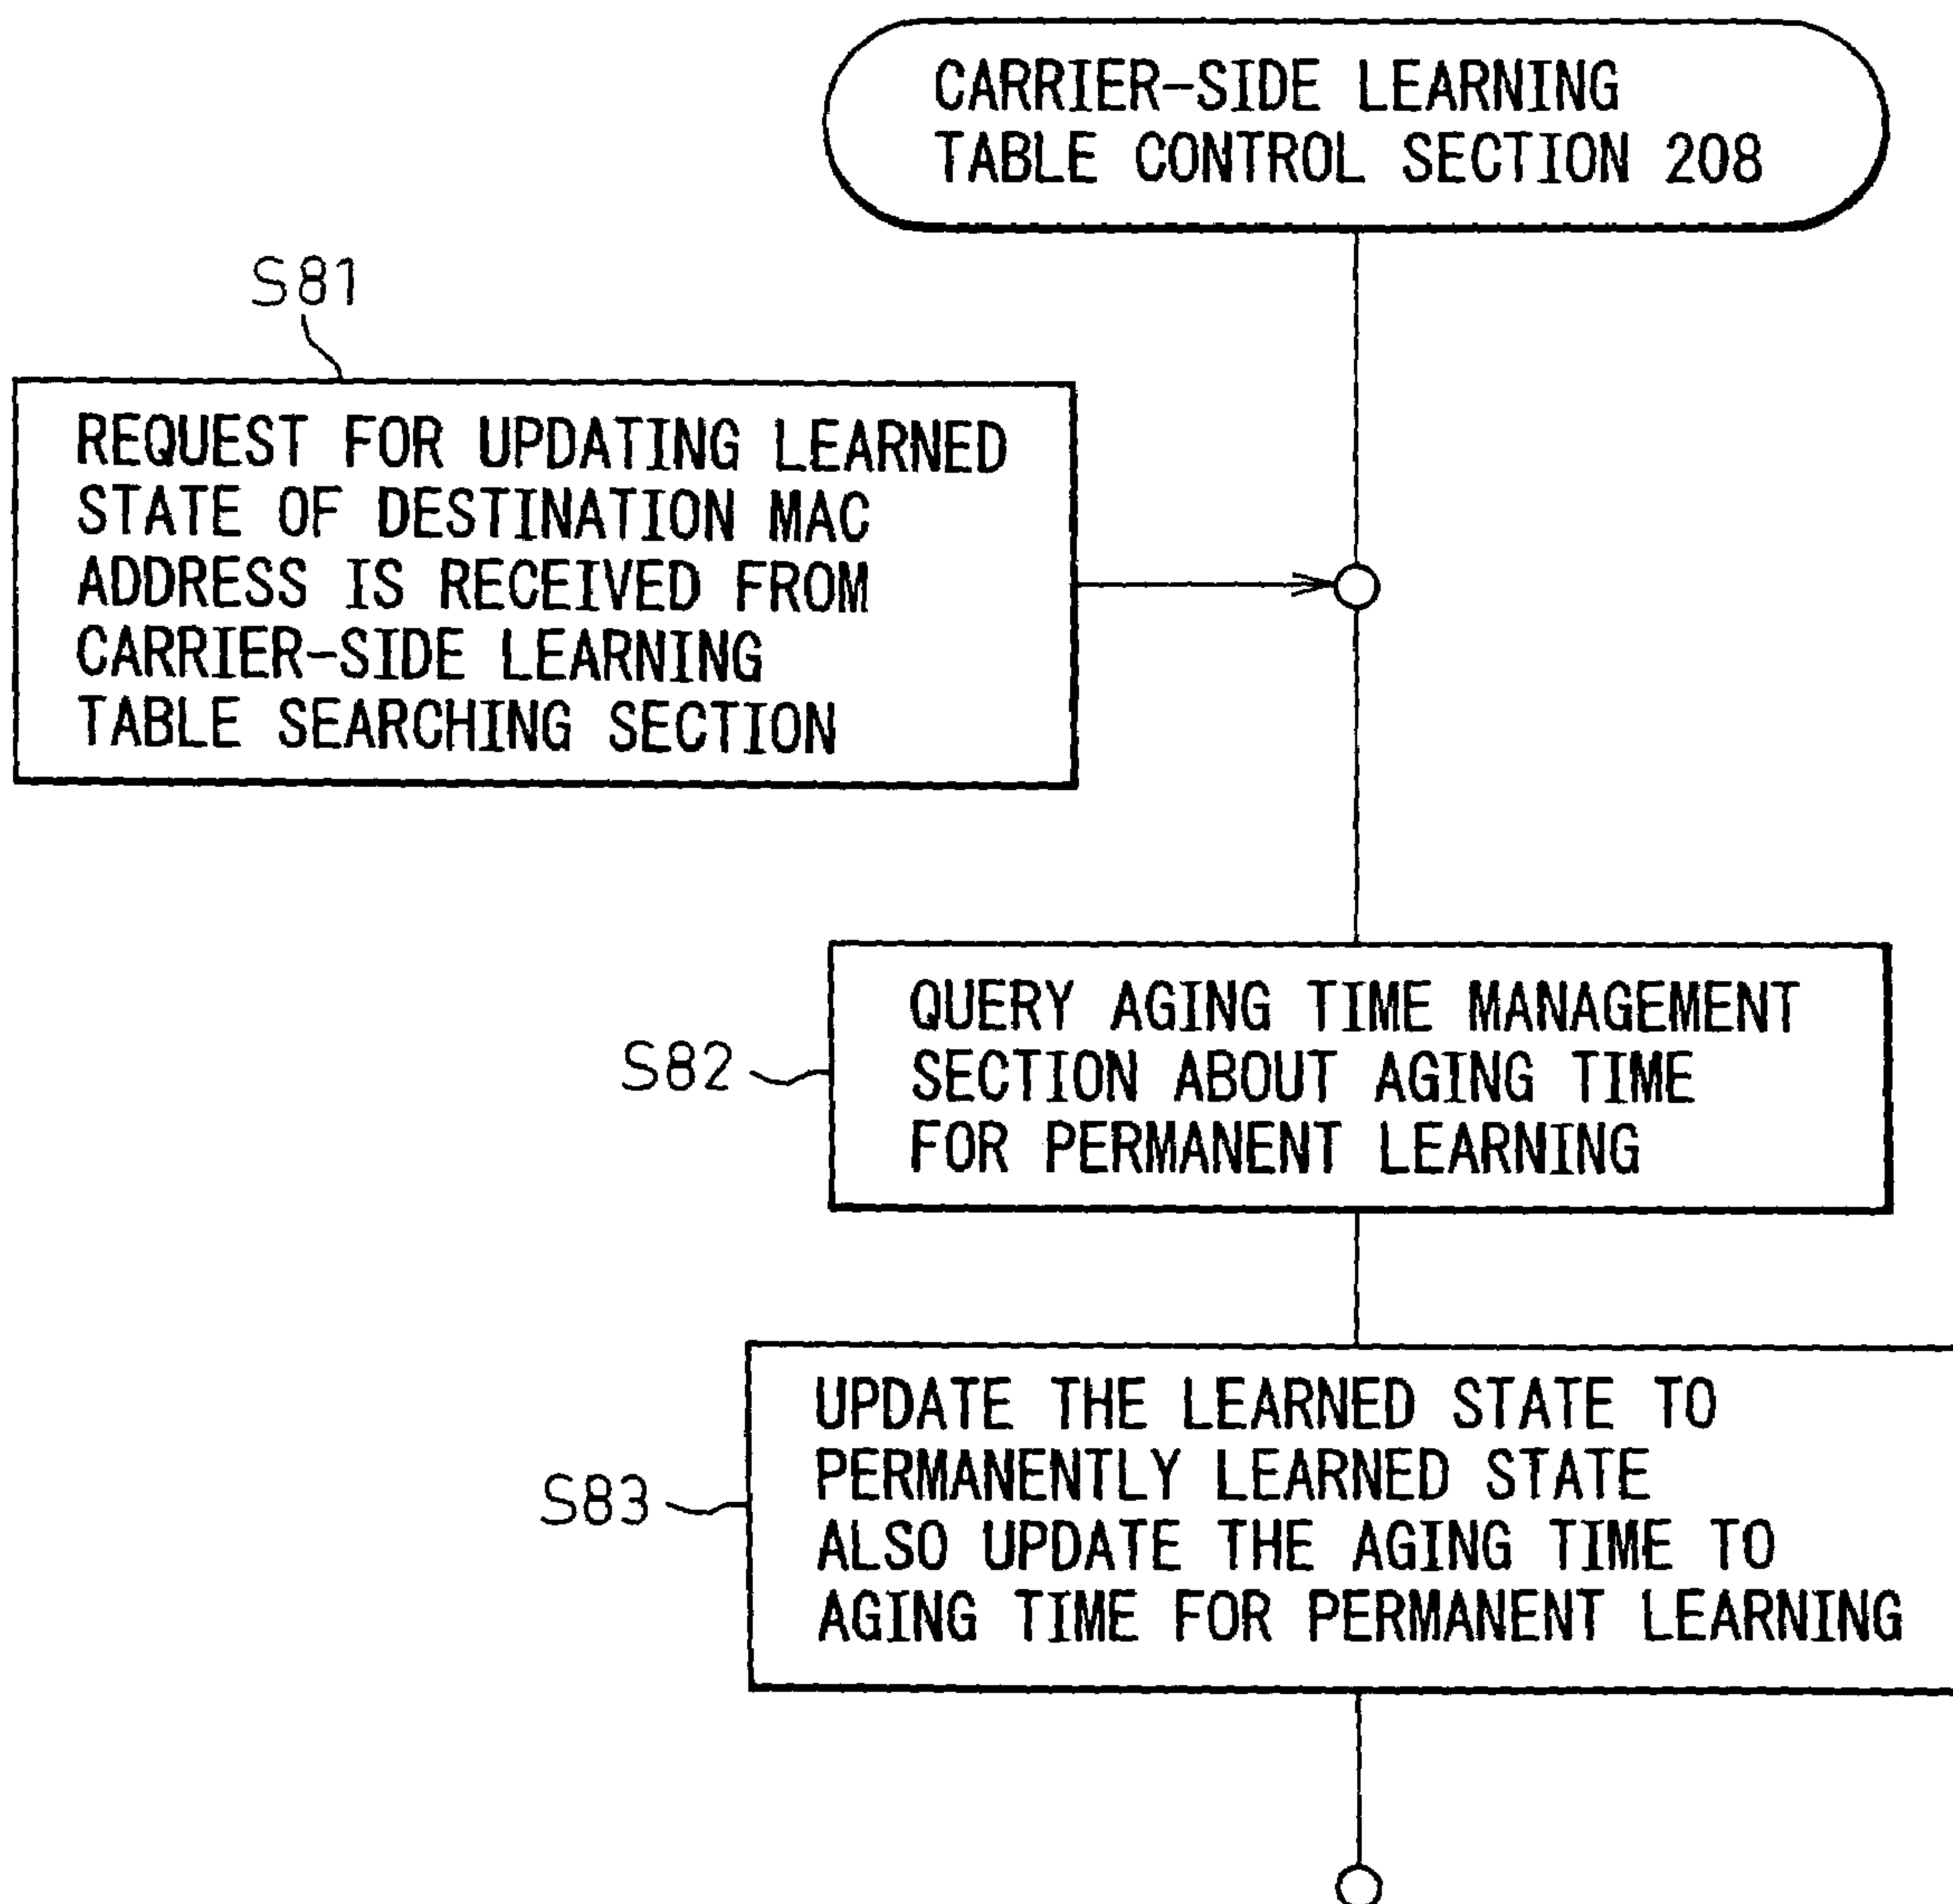 CARRIER-SIDE LEARNING
TABLE CONTROL SECTION 208
S81
REQUEST FOR UPDATING LEARNED
STATE OF DESTINATION MAC
ADDRESS IS RECEIVED FROM
CARRIER-SIDE LEARNING
TABLE SEARCHING SECTION
S82
QUERY AGING TIME MANAGEMENT
SECTION ABOUT AGING TIME
FOR PERMANENT LEARNING
S83
UPDATE THE LEARNED STATE TO
PERMANENTLY LEARNED STATE
ALSO UPDATE THE AGING TIME TO
AGING TIME FOR PERMANENT LEARNING